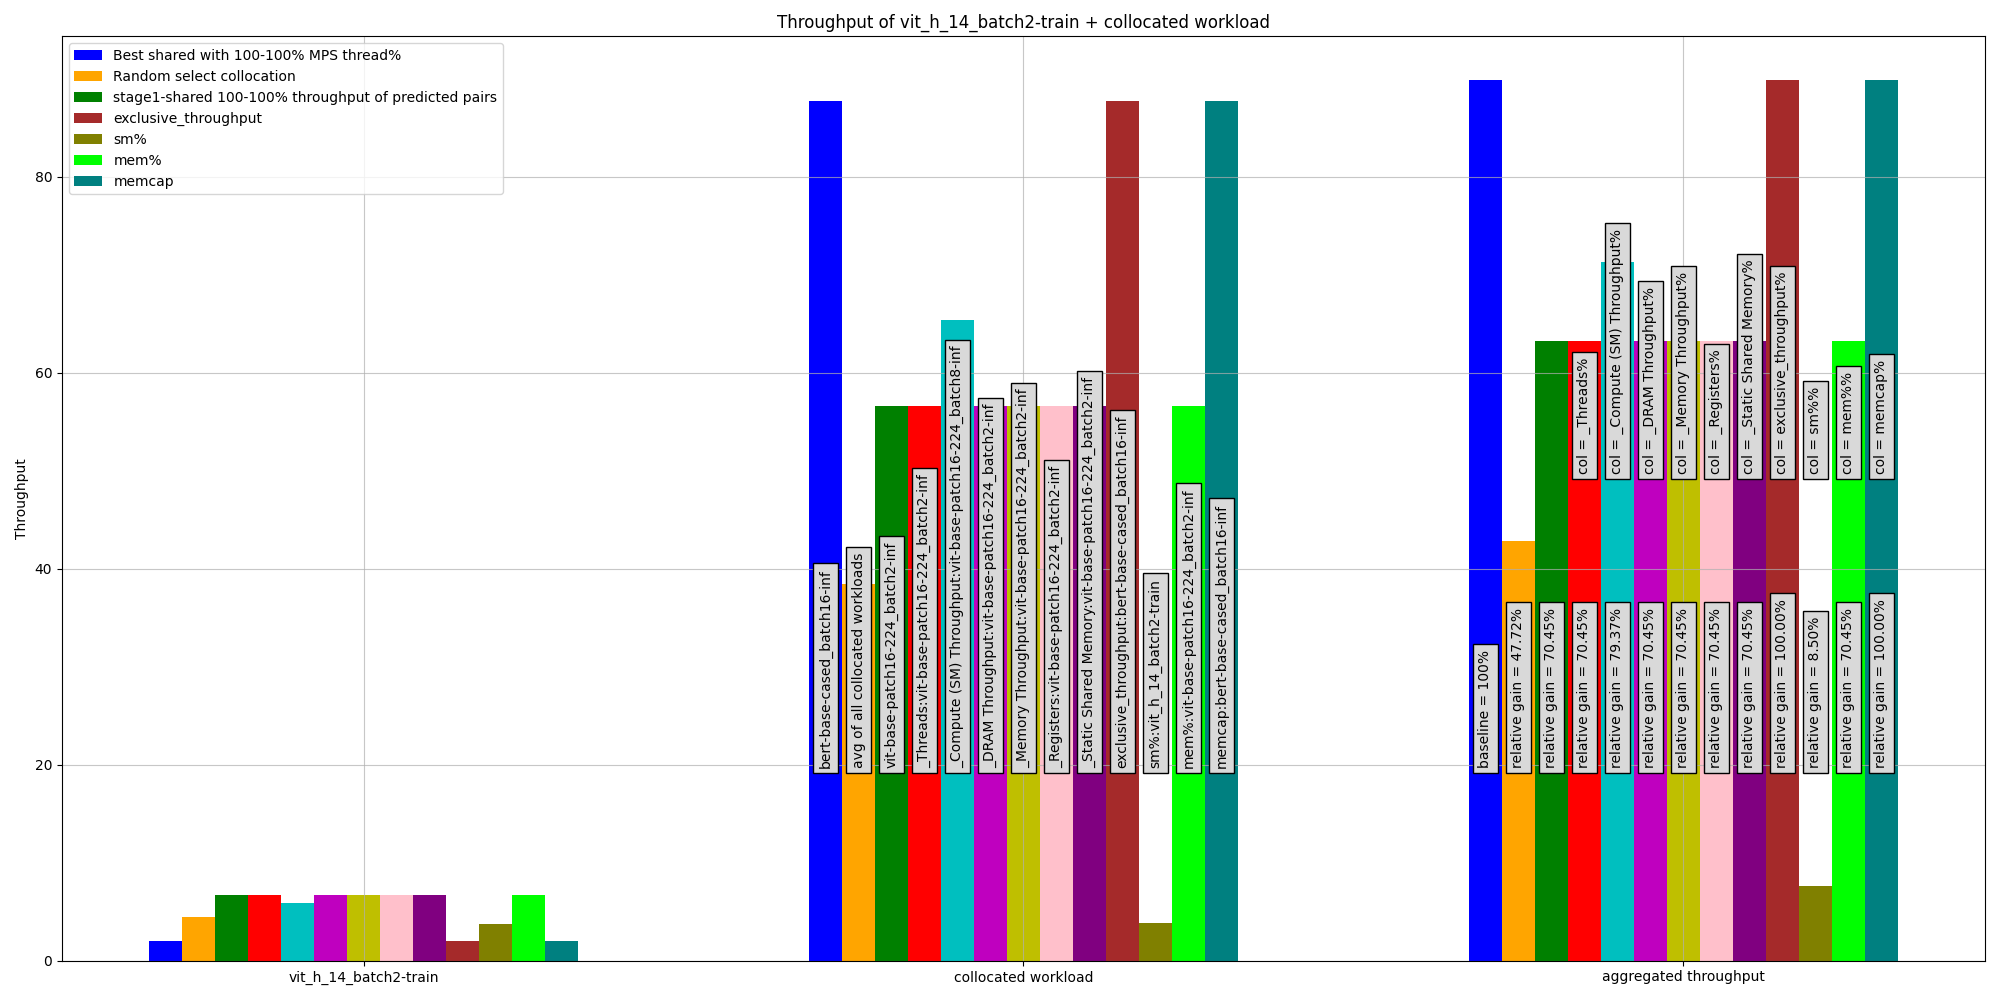 Throughput of vit_h_14_batch2-train + collocated workload
Best shared with 100-100% MPS thread%
Random select collocation
stage1-shared 100-100% throughput of predicted pairs
exclusive_throughput
sm%
mem%
memcap
Throughput
80
60
40
20
0
bert-base-cased_batch16-inf
avg of all collocated workloads
vit-base-patch16-224_batch2-inf
_Threads:vit-base-patch16-224_batch2-inf
_Compute (SM) Throughput:vit-base-patch16-224_batch8-inf
_DRAM Throughput:vit-base-patch16-224_batch2-inf
_Memory Throughput:vit-base-patch16-224_batch2-inf
_Registers:vit-base-patch16-224_batch2-inf
_Static Shared Memory:vit-base-patch16-224_batch2-inf
exclusive_throughput:bert-base-cased_batch16-inf
sm%:vit_h_14_batch2-train
mem%:vit-base-patch16-224_batch2-inf
memcap:bert-base-cased_batch16-inf
col = _Threads%
col = _Compute (SM) Throughput%
col = _DRAM Throughput%
col = _Memory Throughput%
col = _Registers%
col = _Static Shared Memory%
col = exclusive_throughput%
col = sm%%
col = mem%%
col = memcap%
baseline = 100%
relative gain = 47.72%
relative gain = 70.45%
relative gain = 70.45%
relative gain = 79.37%
relative gain = 70.45%
relative gain = 70.45%
relative gain = 70.45%
relative gain = 70.45%
relative gain = 100.00%
relative gain = 8.50%
relative gain = 70.45%
relative gain = 100.00%
vit_h_14_batch2-train
collocated workload
aggregated throughput